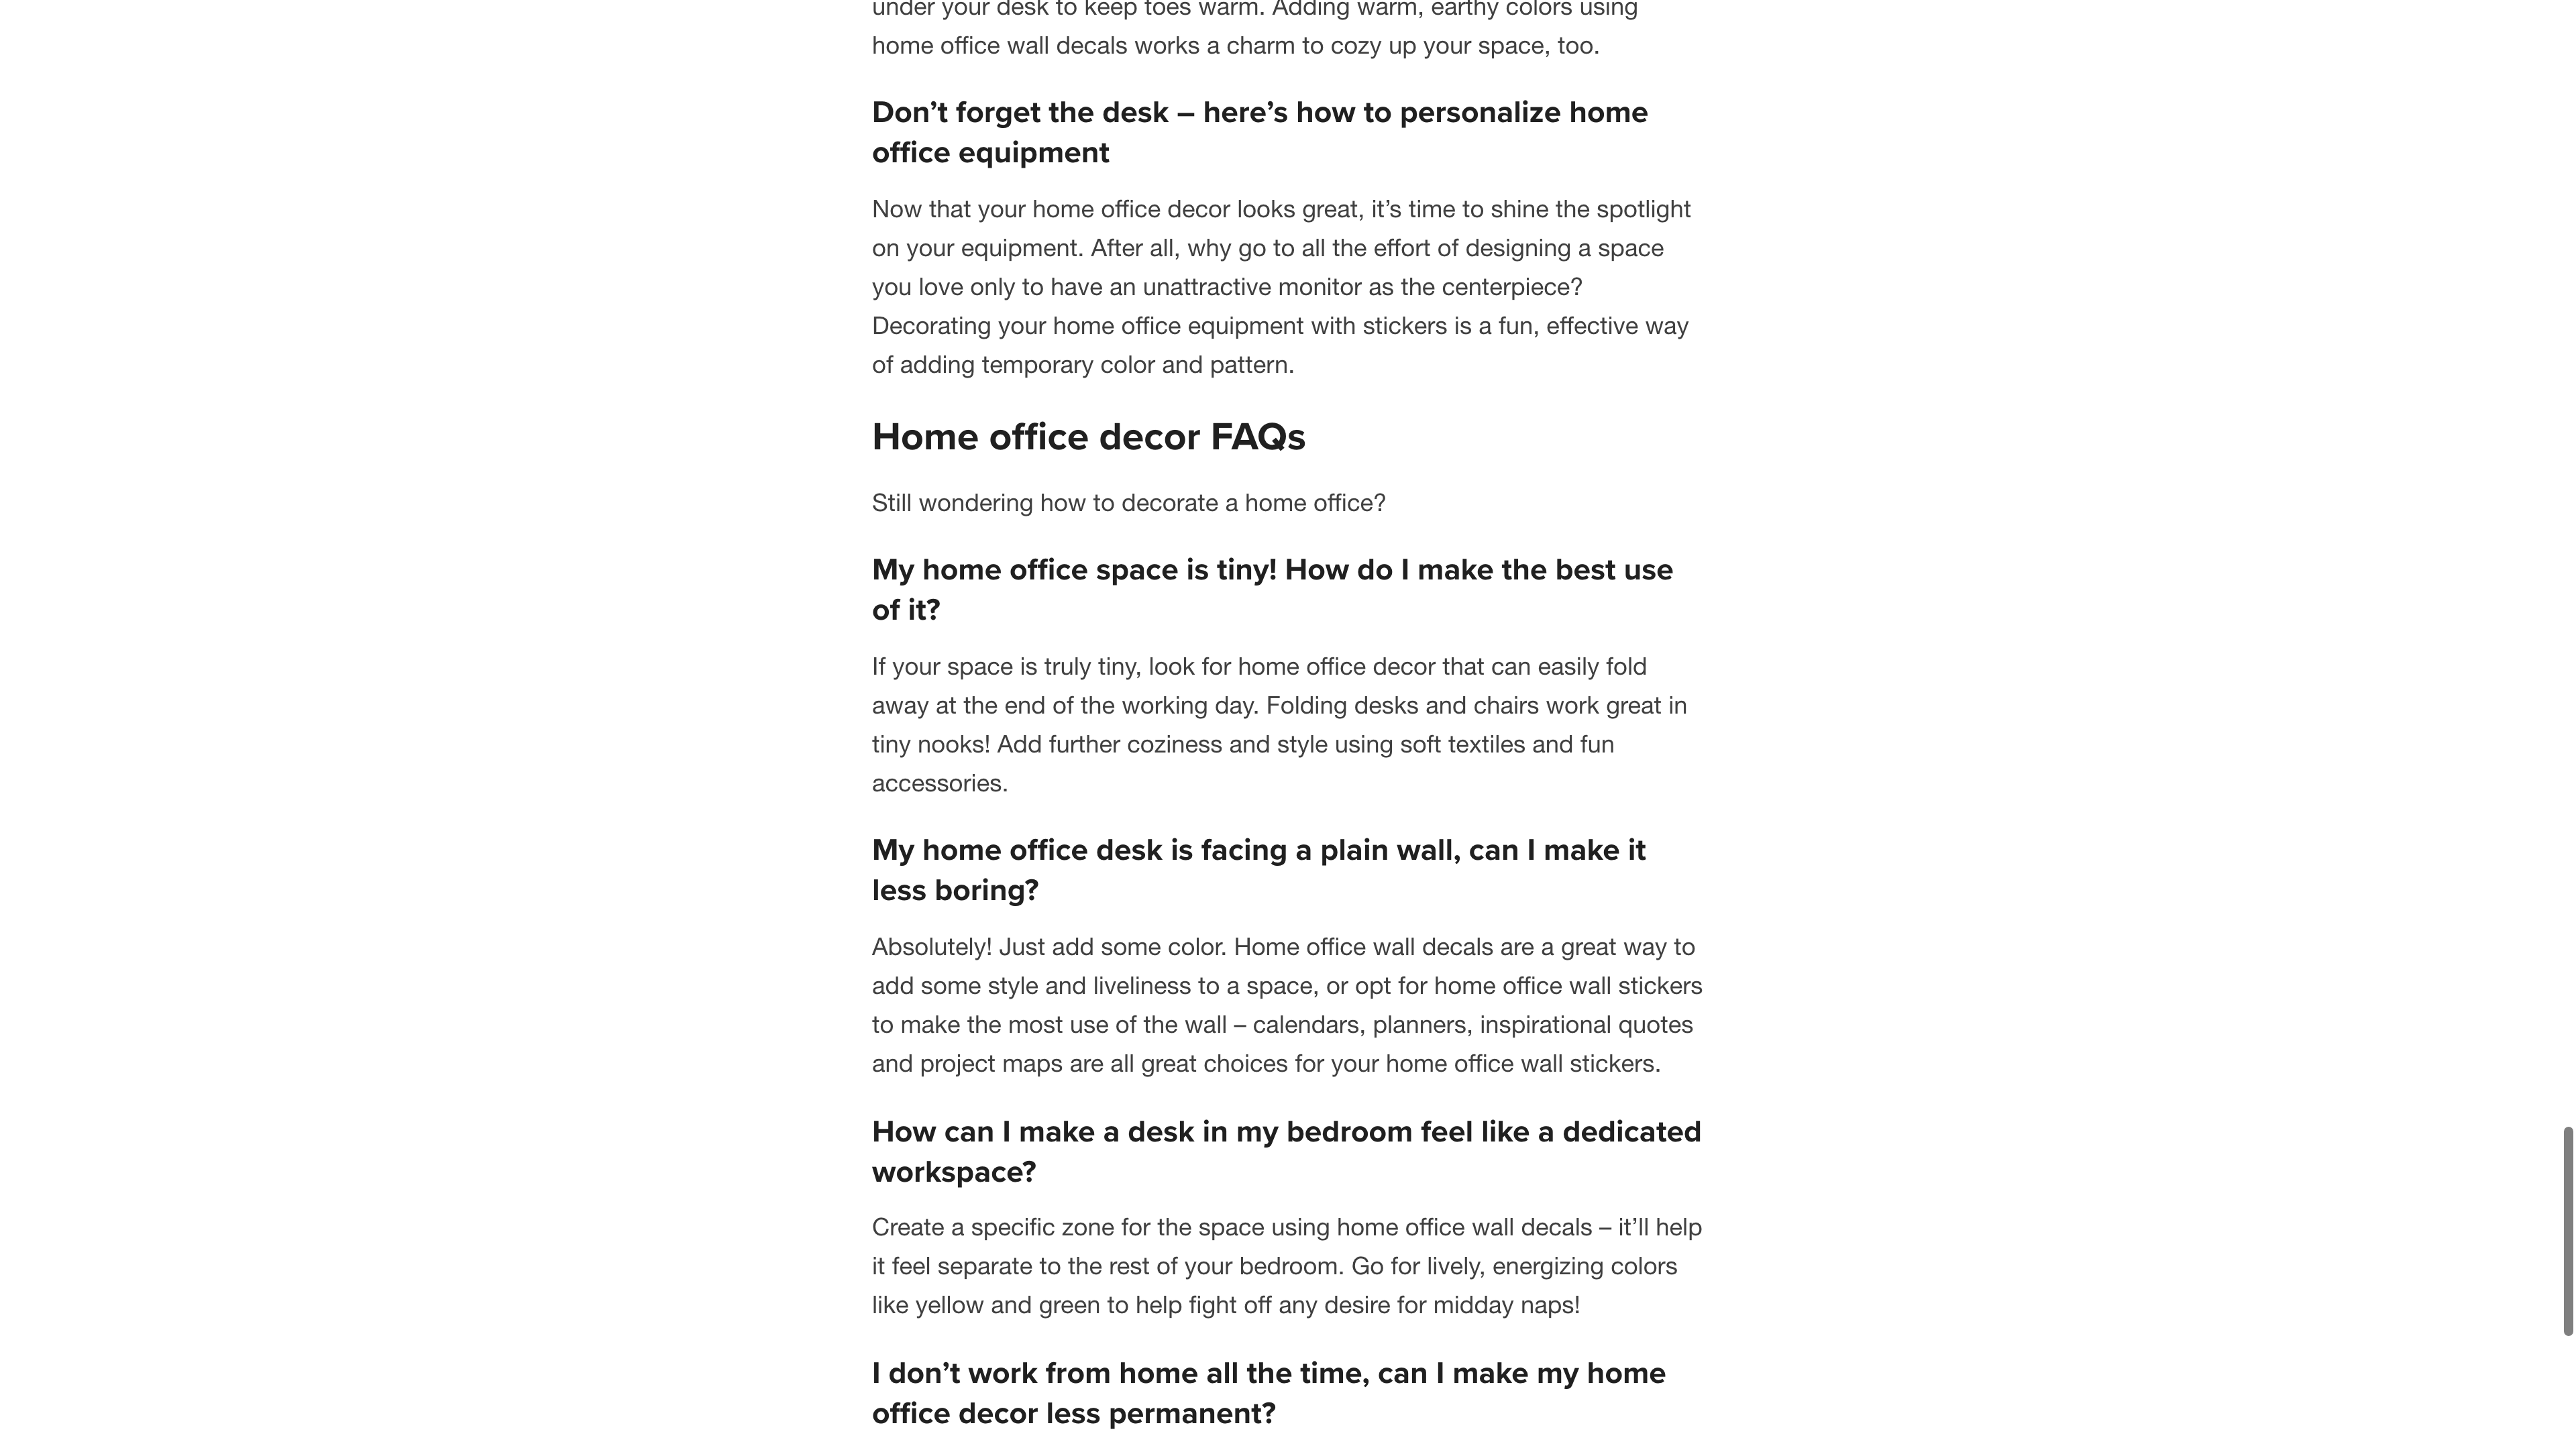 under your desk to keep toes warm. Adding warm, earthy colors using
home office wall decals works a charm to cozy up your space, too.
Don’t forget the desk – here’s how to personalize home
office equipment
Now that your home office decor looks great, it’s time to shine the spotlight
on your equipment. After all, why go to all the effort of designing a space
you love only to have an unattractive monitor as the centerpiece?
Decorating your home office equipment with stickers is a fun, effective way
of adding temporary color and pattern.
Home office decor FAQs
Still wondering how to decorate a home office?
My home office space is tiny! How do I make the best use
of it?
If your space is truly tiny, look for home office decor that can easily fold
away at the end of the working day. Folding desks and chairs work great in
tiny nooks! Add further coziness and style using soft textiles and fun
accessories.
My home office desk is facing a plain wall, can I make it
less boring?
Absolutely! Just add some color. Home office wall decals are a great way to
add some style and liveliness to a space, or opt for home office wall stickers
to make the most use of the wall – calendars, planners, inspirational quotes
and project maps are all great choices for your home office wall stickers.
How can I make a desk in my bedroom feel like a dedicated
workspace?
Create a specific zone for the space using home office wall decals – it’ll help
it feel separate to the rest of your bedroom. Go for lively, energizing colors
like yellow and green to help fight off any desire for midday naps!
I don’t work from home all the time, can I make my home
office decor less permanent?